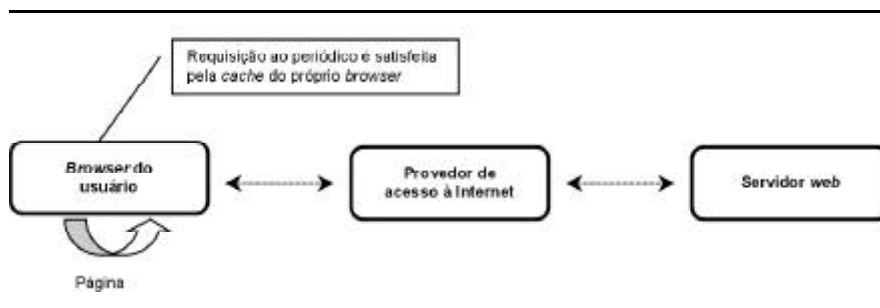 Requisição ao periódico é satisfeita
pela cache do próprio browser
Browser do
usuário
Provedor de
acesso à Internet
Servidor web
Página